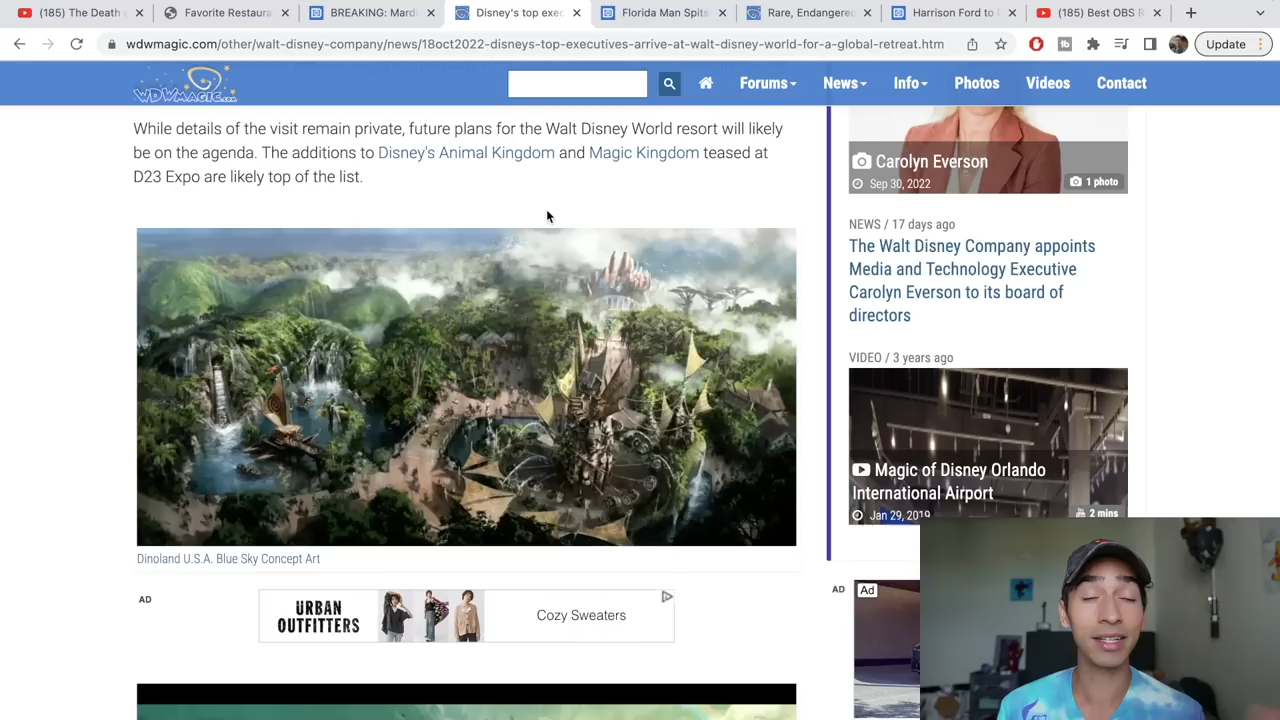 (185) The Death
Favorite Restaura
BREAKING: Mardi
Disney's top exec
Florida Man Spits
Rare, Endangered
Harrison Ford to
(185) Best OBS R
wdwmagic.com/other/walt-disney-company/news/18oct2022-disneys-top-executives-arrive-at-walt-disney-world-for-a-global-retreat.htm
Update
WDWMAGIC.COM
Forums
News
Info
Photos
Videos
Contact
While details of the visit remain private, future plans for the Walt Disney World resort will likely
be on the agenda. The additions to Disney's Animal Kingdom and Magic Kingdom teased at
D23 Expo are likely top of the list.
Dinoland U.S.A. Blue Sky Concept Art
AD
URBAN
OUTFITTERS
Cozy Sweaters
Carolyn Everson
Sep 30, 2022
1 photo
NEWS / 17 days ago
The Walt Disney Company appoints
Media and Technology Executive
Carolyn Everson to its board of
directors
VIDEO / 3 years ago
Magic of Disney Orlando
International Airport
Jan 29, 2019
2 mins
AD
Ad